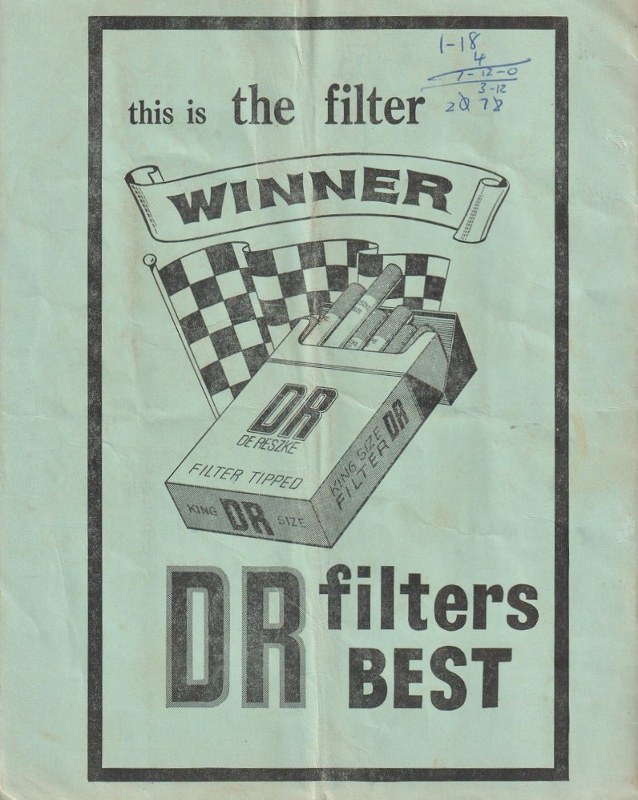 1-18
4
7-12-0
3-12
2078
this is the filter
WINNER
DR
DE RESZKE
FILTER TIPPED
KING DR SIZE
KING SIZE
FILTER DR
DR filters
BEST